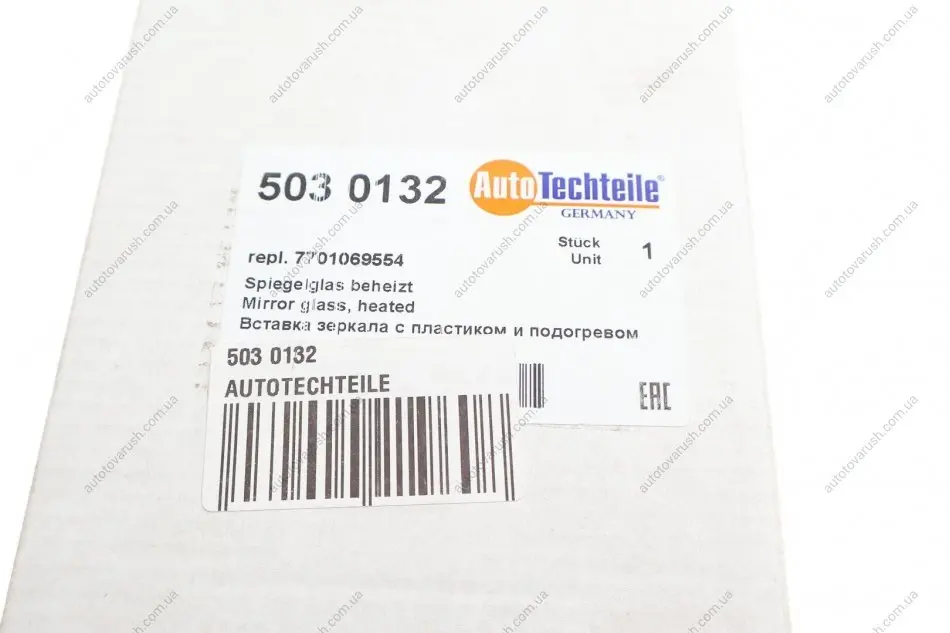 503 0132
AutoTechteile®
GERMANY
Stück 1
Unit
repl. 7701069554
Spiegelglas beheizt
Mirror glass, heated
Вставка зеркала с пластиком и подогревом
503 0132
AUTOTECHTEILE
EAC
autotovarush.com.ua